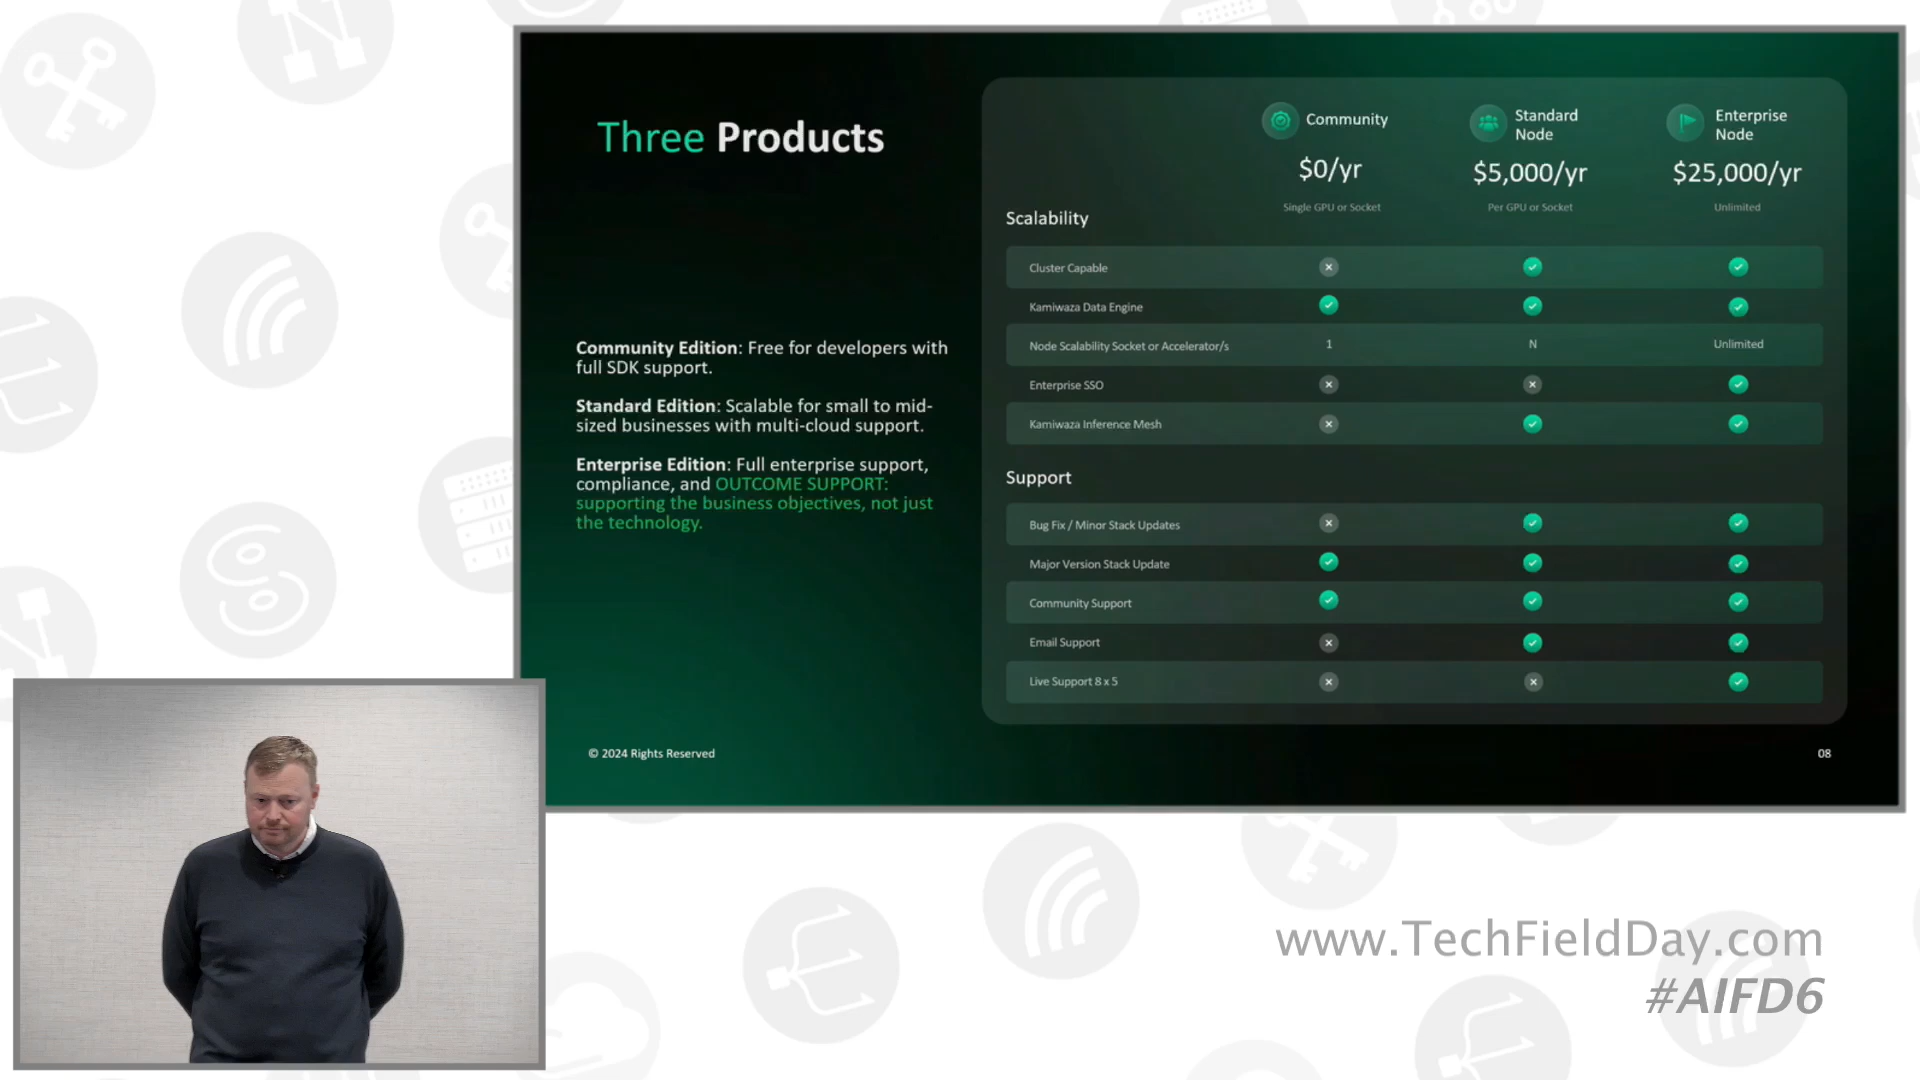 Three Products
Community Edition: Free for developers with
full SDK support.
Standard Edition: Scalable for small to mid-
sized businesses with multi-cloud support.
Enterprise Edition: Full enterprise support,
compliance, and OUTCOME SUPPORT:
supporting the business objectives, not just
the technology.
© 2024 Rights Reserved
Community
Standard
Node
Enterprise
Node
$0/yr
$5,000/yr
$25,000/yr
Single GPU or Socket
Per GPU or Socket
Unlimited
Scalability
Cluster Capable
Kamiwaza Data Engine
Node Scalability Socket or Accelerator/s 1 N Unlimited
Enterprise SSO
Kamiwaza Inference Mesh
Support
Bug Fix / Minor Stack Updates
Major Version Stack Update
Community Support
Email Support
Live Support 8 x 5
08
www.TechFieldDay.com
#AIFD6